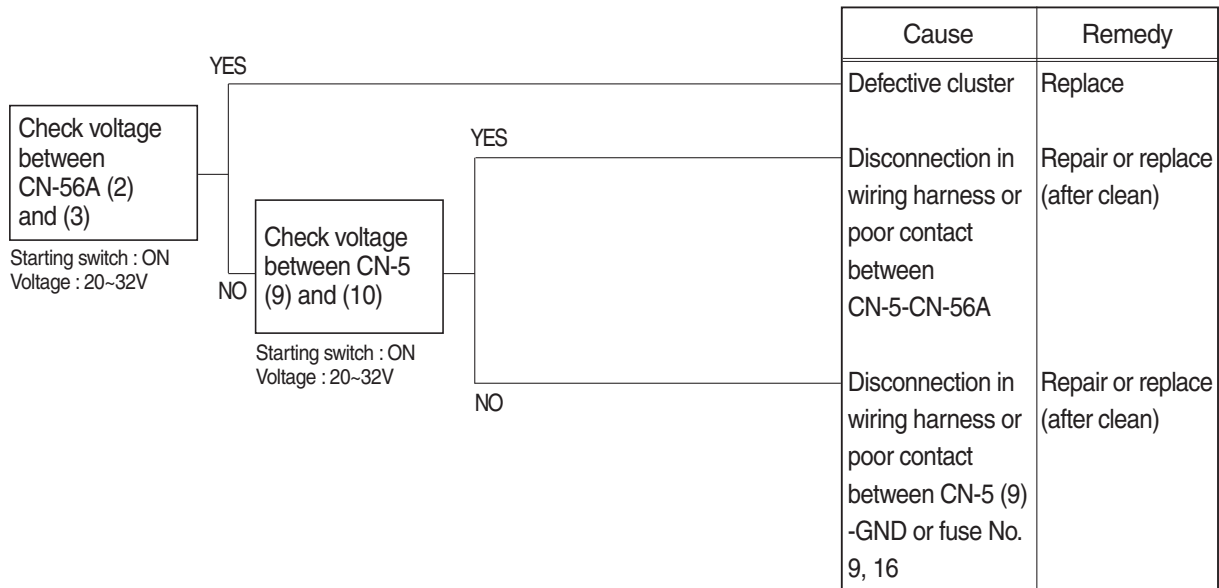 Cause
Remedy
YES
Defective cluster
Replace
Check voltage
between
CN-56A (2)
and (3)
Starting switch : ON
Voltage : 20~32V
YES
Disconnection in
wiring harness or
poor contact
between
CN-5-CN-56A
Repair or replace
(after clean)
NO
Check voltage
between CN-5
(9) and (10)
Starting switch : ON
Voltage : 20~32V
NO
Disconnection in
wiring harness or
poor contact
between CN-5 (9)
-GND or fuse No.
9, 16
Repair or replace
(after clean)